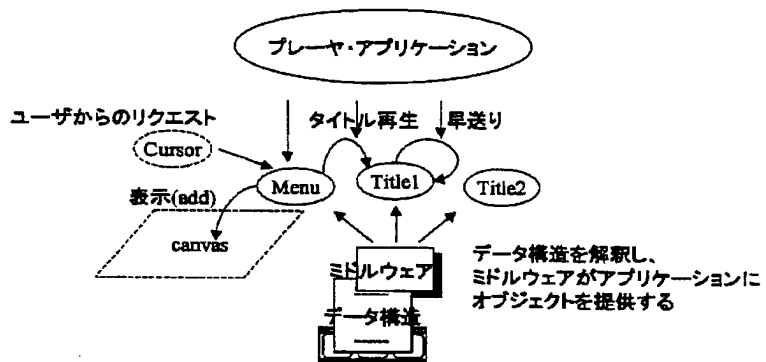 プレーヤ・アプリケーション
ユーザからのリクエスト
タイトル再生
早送り
Cursor
Menu
Title1
Title2
表示(add)
canvas
ミドルウェア
データ構造を解釈し、
ミドルウェアがアプリケーションに
オブジェクトを提供する
データ構造